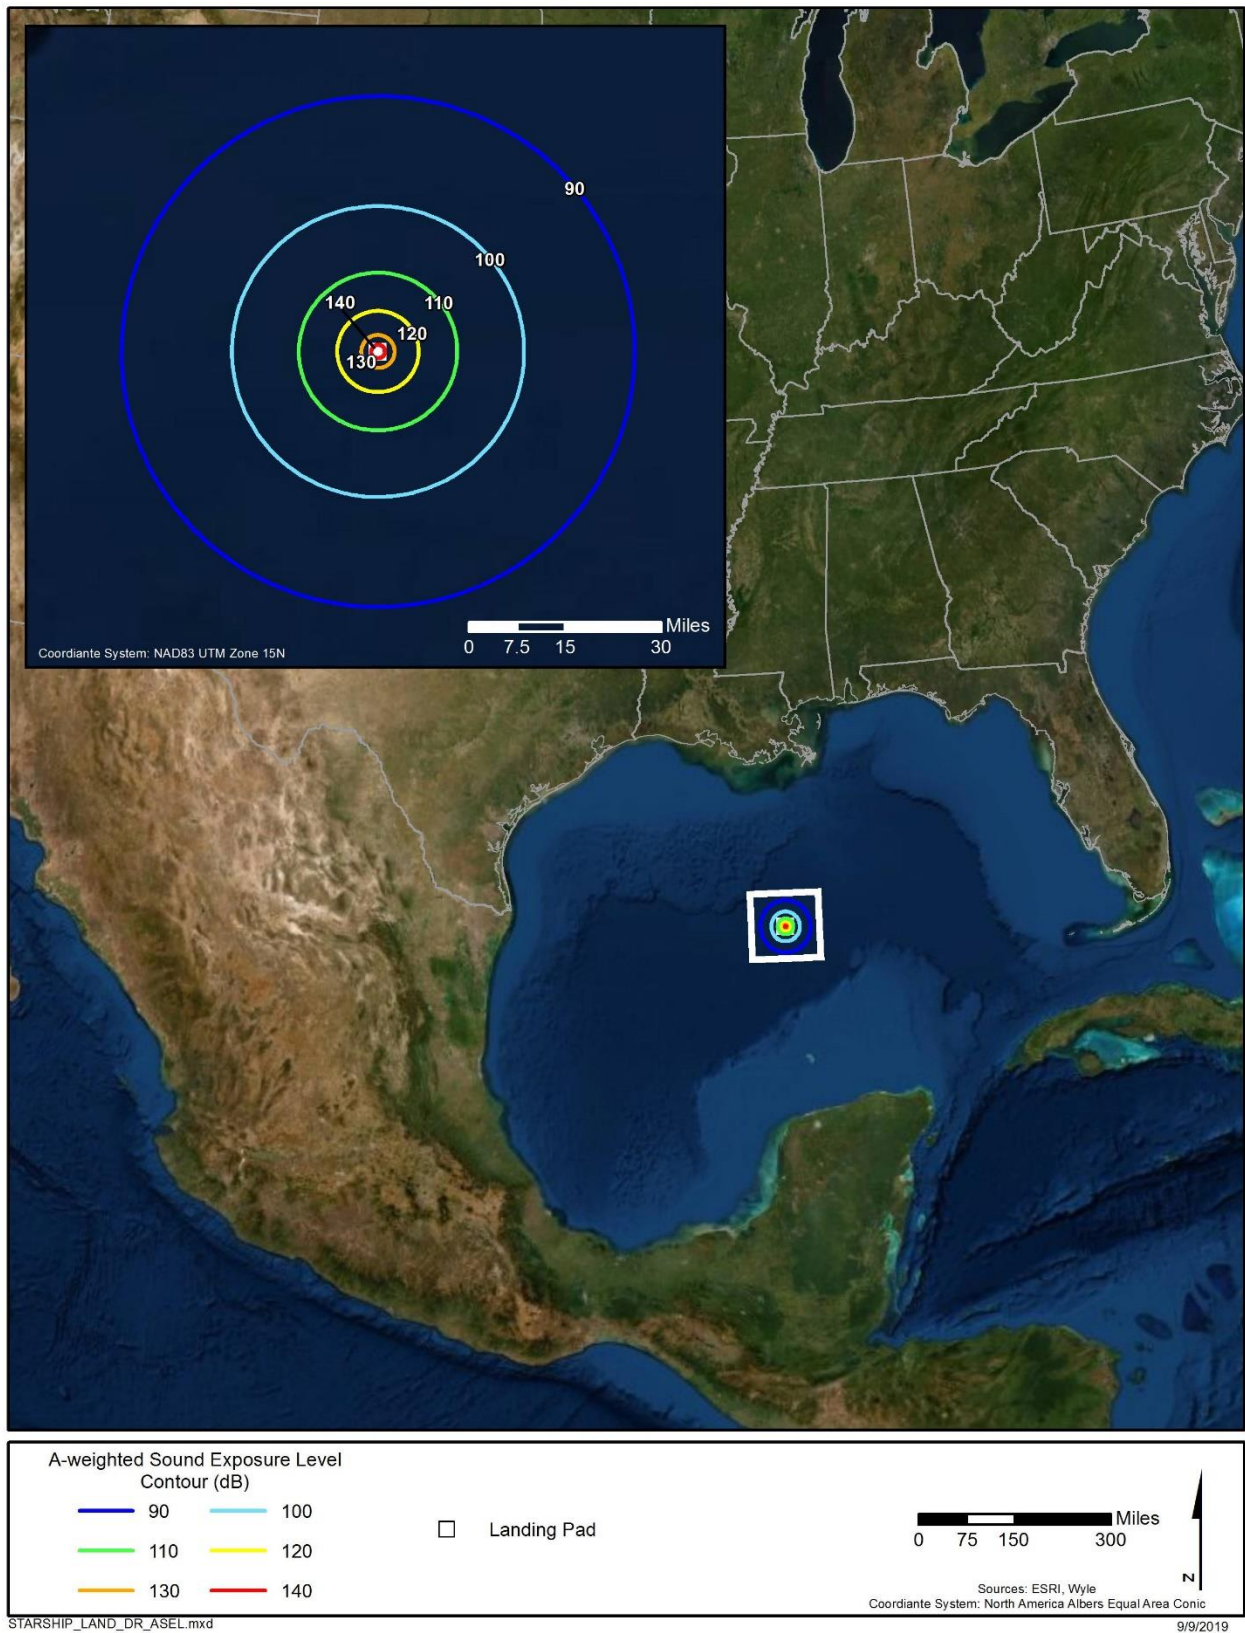 90
100
140
110
120
130
Miles
0 7.5 15 30
Coordiante System: NAD83 UTM Zone 15N
A-weighted Sound Exposure Level
Contour (dB)
90 100
110 120
130 140
Landing Pad
Miles
0 75 150 300
N
Sources: ESRI, Wyle
Coordiante System: North America Albers Equal Area Conic
STARSHIP_LAND_DR_ASEL.mxd
9/9/2019